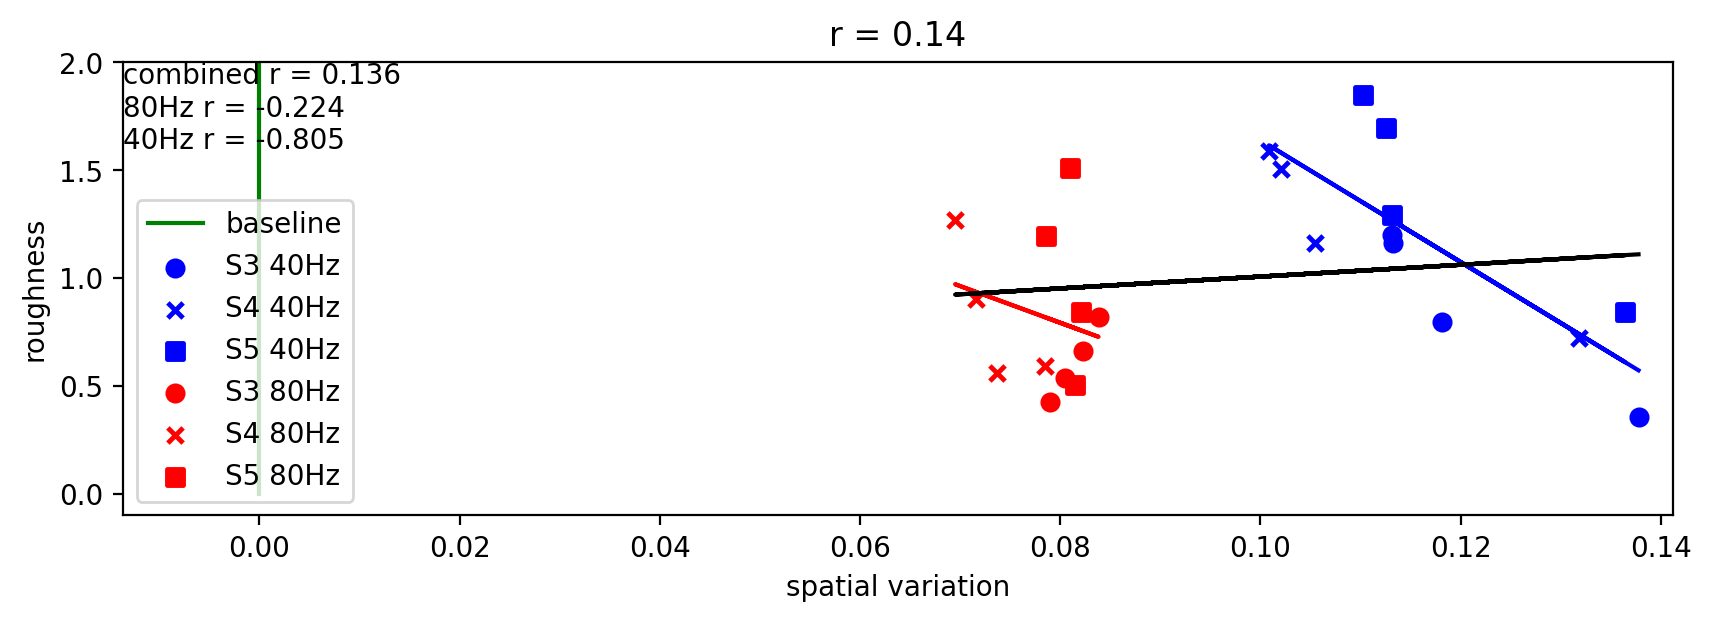 r = 0.14
combined r = 0.136
80Hz r = -0.224
40Hz r = -0.805
baseline
S3 40Hz
S4 40Hz
S5 40Hz
S3 80Hz
S4 80Hz
S5 80Hz
roughness
2.0
1.5
1.0
0.5
0.0
0.00 0.02 0.04 0.06 0.08 0.10 0.12 0.14
spatial variation